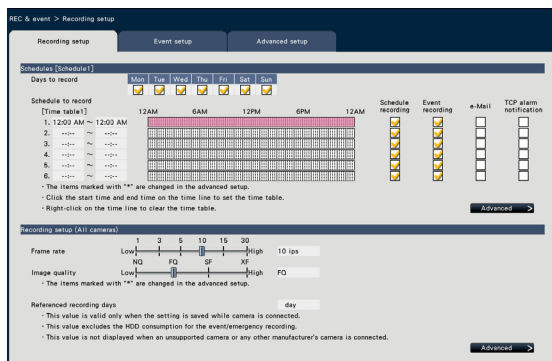 REC & event > Recording setup
Recording setup Event setup Advanced setup
Schedules [Schedule1]
Days to record Mon Tue Wed Thu Fri Sat Sun
Schedule to record
[Time table1] 12AM 6AM 12PM 6PM 12AM Schedule recording Event recording e-Mail TCP alarm notification
1. 12:00 AM ~ 12:00 AM
2. --:-- ~ --:--
3. --:-- ~ --:--
4. --:-- ~ --:--
5. --:-- ~ --:--
6. --:-- ~ --:--
· The items marked with "*" are changed in the advanced setup.
· Click the start time and end time on the time line to set the time table.
· Right-click on the time line to clear the time table.
Advanced >
Recording setup (All cameras)
1 3 5 10 15 30
Frame rate Low High 10 ips
NQ FQ SF XF
Image quality Low High FQ
· The items marked with "*" are changed in the advanced setup.
Referenced recording days day
· This value is valid only when the setting is saved while camera is connected.
· This value excludes the HDD consumption for the event/emergency recording.
· This value is not displayed when an unsupported camera or any other manufacturer's camera is connected.
Advanced >